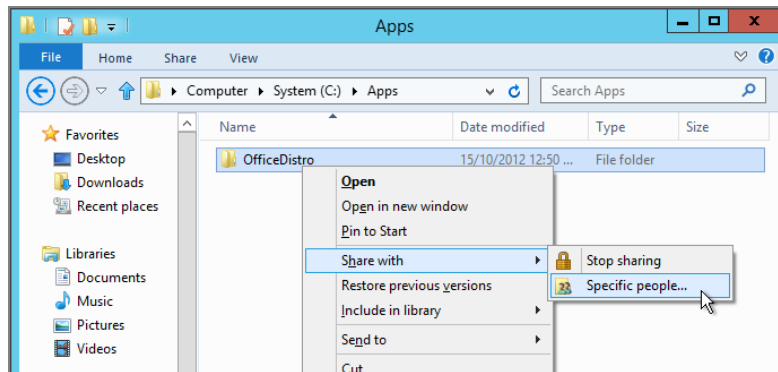 Apps
File Home Share View
Computer System (C:) Apps Search Apps
Favorites
Desktop
Downloads
Recent places
Libraries
Documents
Music
Pictures
Videos
Name Date modified Type Size
OfficeDistro 15/10/2012 12:50 ... File folder
Open
Open in new window
Pin to Start
Share with
Restore previous versions
Include in library
Send to
Cut
Stop sharing
Specific people...